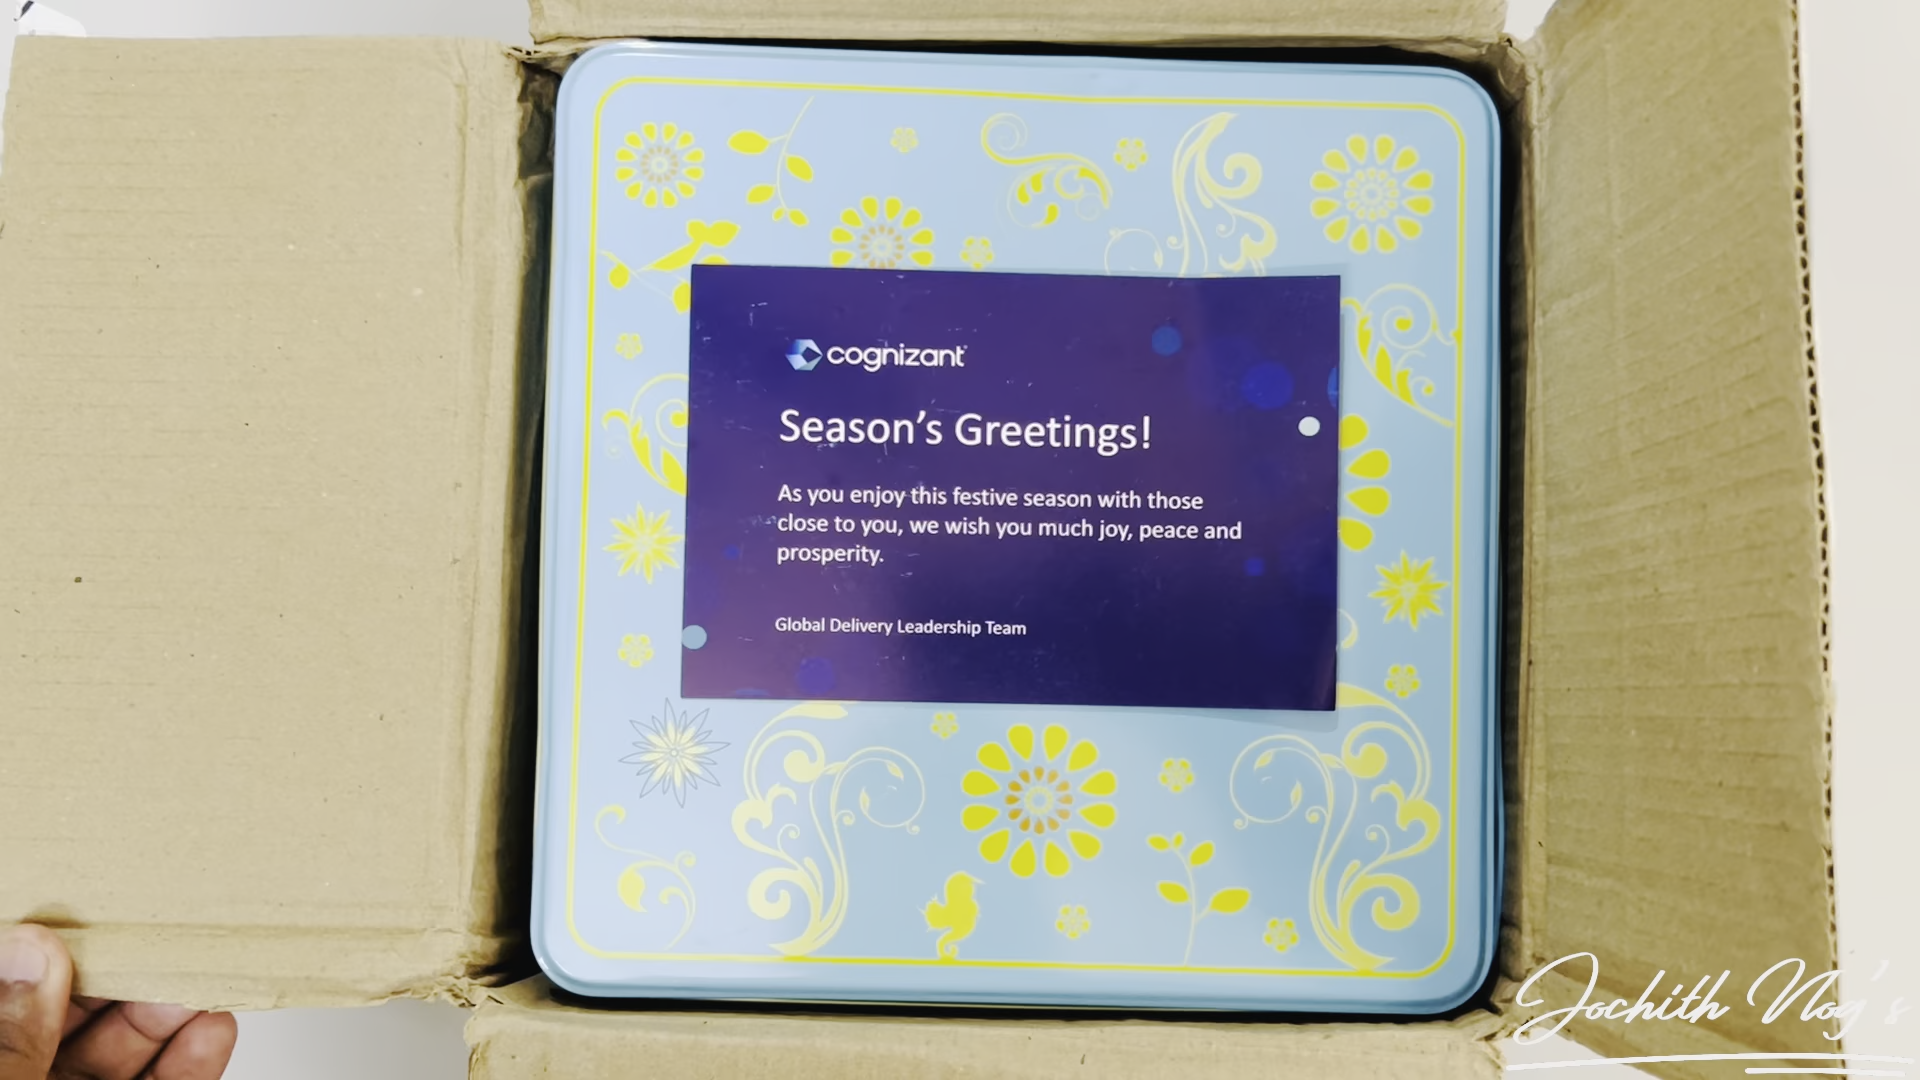 cognizant
Season's Greetings!
As you enjoy this festive season with those
close to you, we wish you much joy, peace and
prosperity.
Global Delivery Leadership Team
Jochith Vlog's